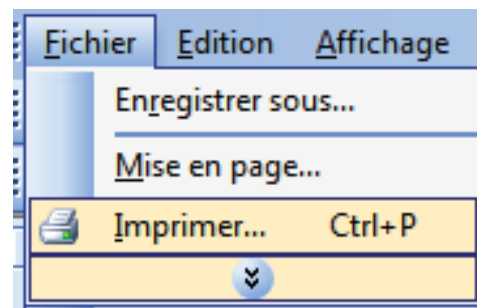 Fichier Edition Affichage
Enregistrer sous...
Mise en page...
Imprimer... Ctrl+P